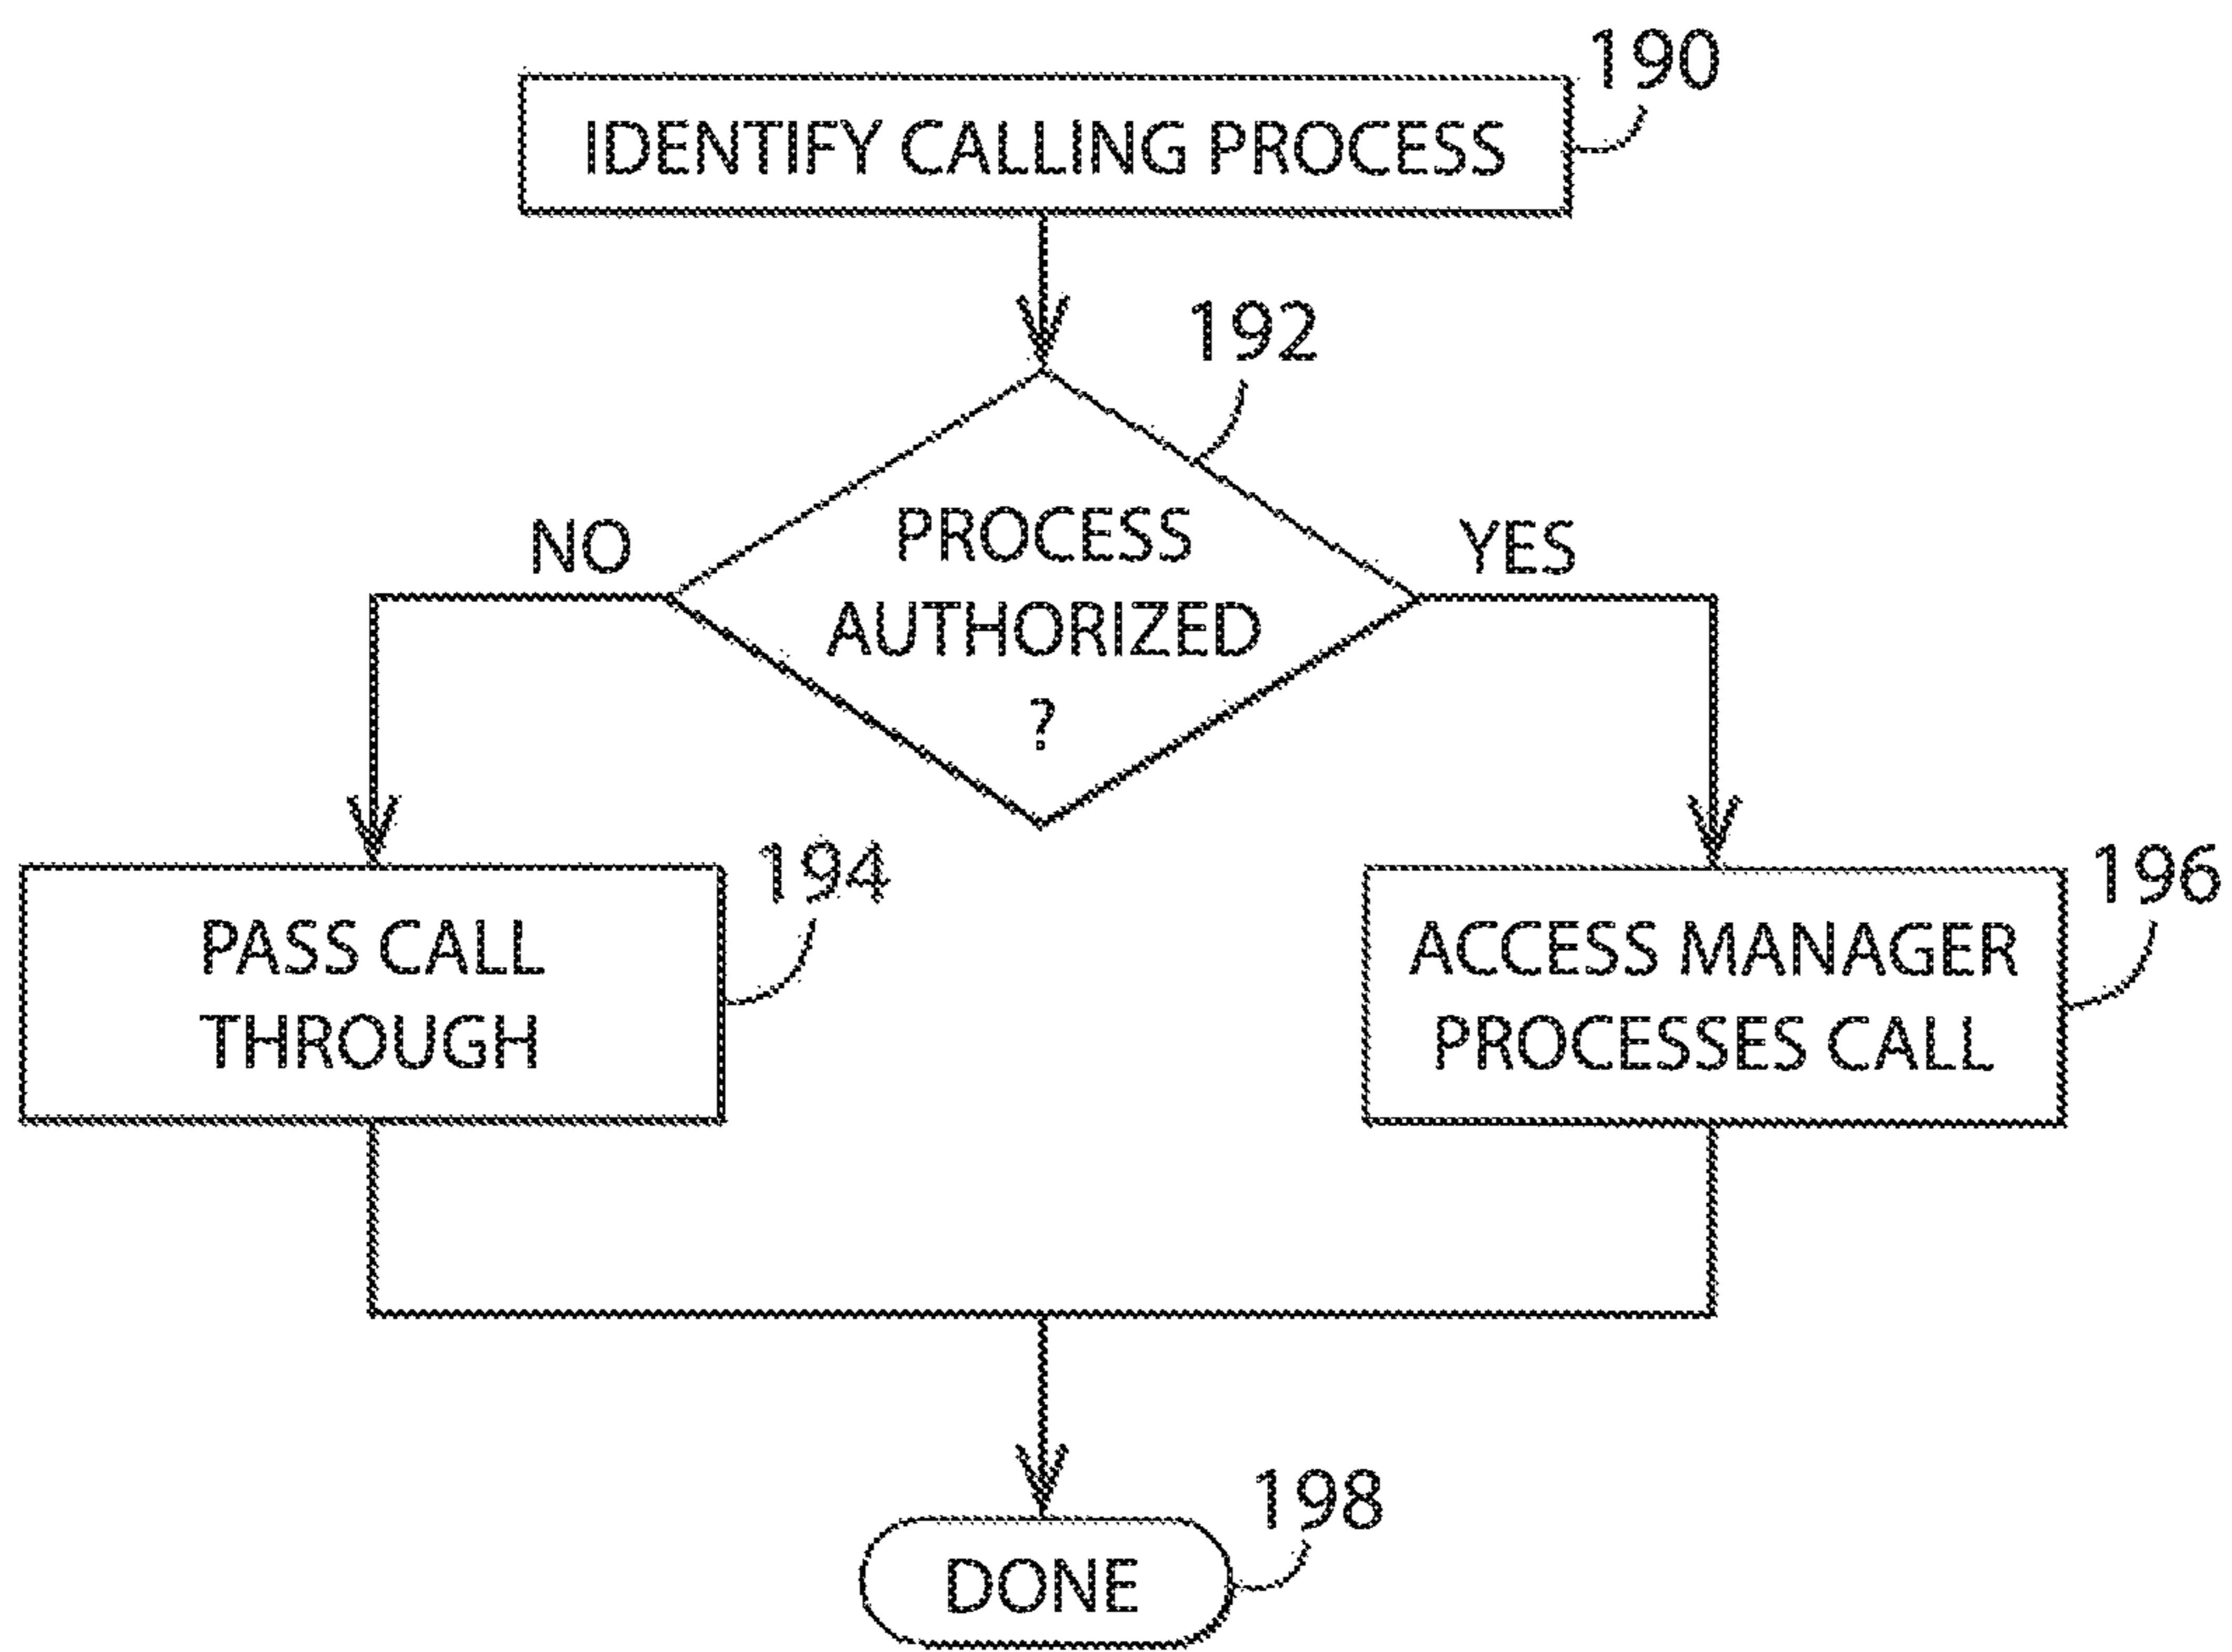 190
IDENTIFY CALLING PROCESS
192
NO
PROCESS
AUTHORIZED
?
YES
194
PASS CALL
THROUGH
196
ACCESS MANAGER
PROCESSES CALL
198
DONE